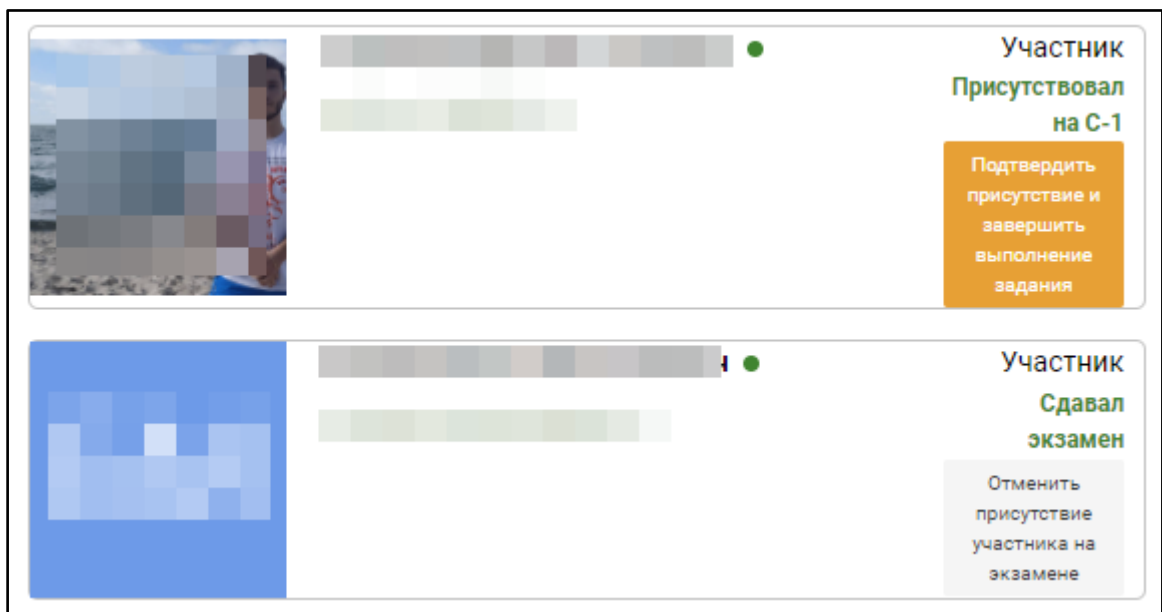 Участник
Присутствовал
на С-1
Подтвердить
присутствие и
завершить
выполнение
задания
Участник
Сдавал
экзамен
Отменить
присутствие
участника на
экзамене